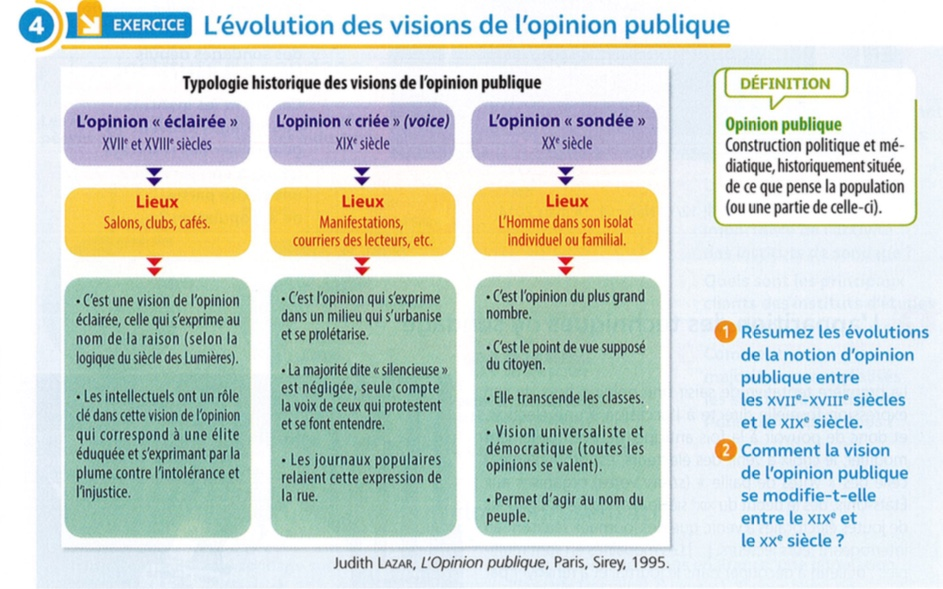 4 EXERCICE L'évolution des visions de l'opinion publique
Typologie historique des visions de l'opinion publique
L'opinion « éclairée »
XVIIe et XVIIIe siècles
Lieux
Salons, clubs, cafés.
• C'est une vision de l'opinion
éclairée, celle qui s'exprime au
nom de la raison (selon la
logique du siècle des Lumières).
• Les intellectuels ont un rôle
clé dans cette vision de l'opinion
qui correspond à une élite
éduquée et s'exprimant par la
plume contre l'intolérance et
l'injustice.
L'opinion « criée » (voice)
XIXe siècle
Lieux
Manifestations,
courriers des lecteurs, etc.
• C'est l'opinion qui s'exprime
dans un milieu qui s'urbanise
et se prolétarise.
• La majorité dite « silencieuse »
est négligée, seule compte
la voix de ceux qui protestent
et se font entendre.
• Les journaux populaires
relaient cette expression de
la rue.
L'opinion « sondée »
XXe siècle
Lieux
L'Homme dans son isolat
individuel ou familial.
• C'est l'opinion du plus grand
nombre.
• C'est le point de vue supposé
du citoyen.
• Elle transcende les classes.
• Vision universaliste et
démocratique (toutes les
opinions se valent).
• Permet d'agir au nom du
peuple.
Judith LAZAR, L'Opinion publique, Paris, Sirey, 1995.
DÉFINITION
Opinion publique
Construction politique et mé-
diatique, historiquement située,
de ce que pense la population
(ou une partie de celle-ci).
1 Résumez les évolutions
de la notion d'opinion
publique entre
les XVIIe-XVIIIe siècles
et le XIXe siècle.
2 Comment la vision
de l'opinion publique
se modifie-t-elle
entre le XIXe et
le XXe siècle ?